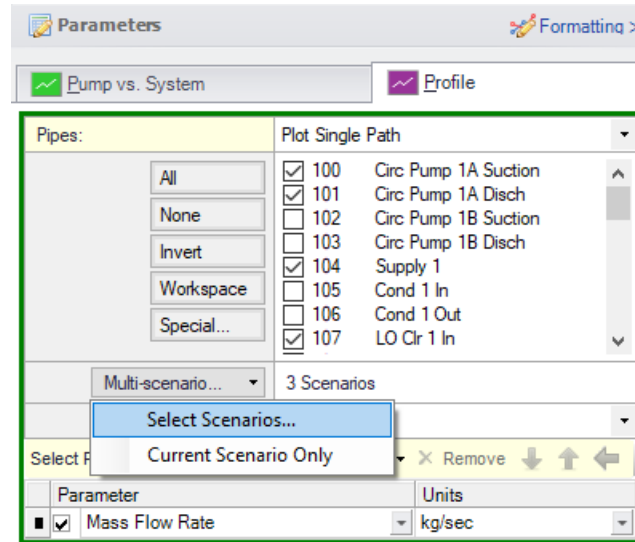 Parameters
Formatting >
Pump vs. System
Profile
Pipes:
Plot Single Path
All
None
Invert
Workspace
Special...
100 Circ Pump 1A Suction
101 Circ Pump 1A Disch
102 Circ Pump 1B Suction
103 Circ Pump 1B Disch
104 Supply 1
105 Cond 1 In
106 Cond 1 Out
107 LO Clr 1 In
Multi-scenario...
3 Scenarios
Select Scenarios...
Current Scenario Only
Select
Remove
Parameter Units
Mass Flow Rate kg/sec